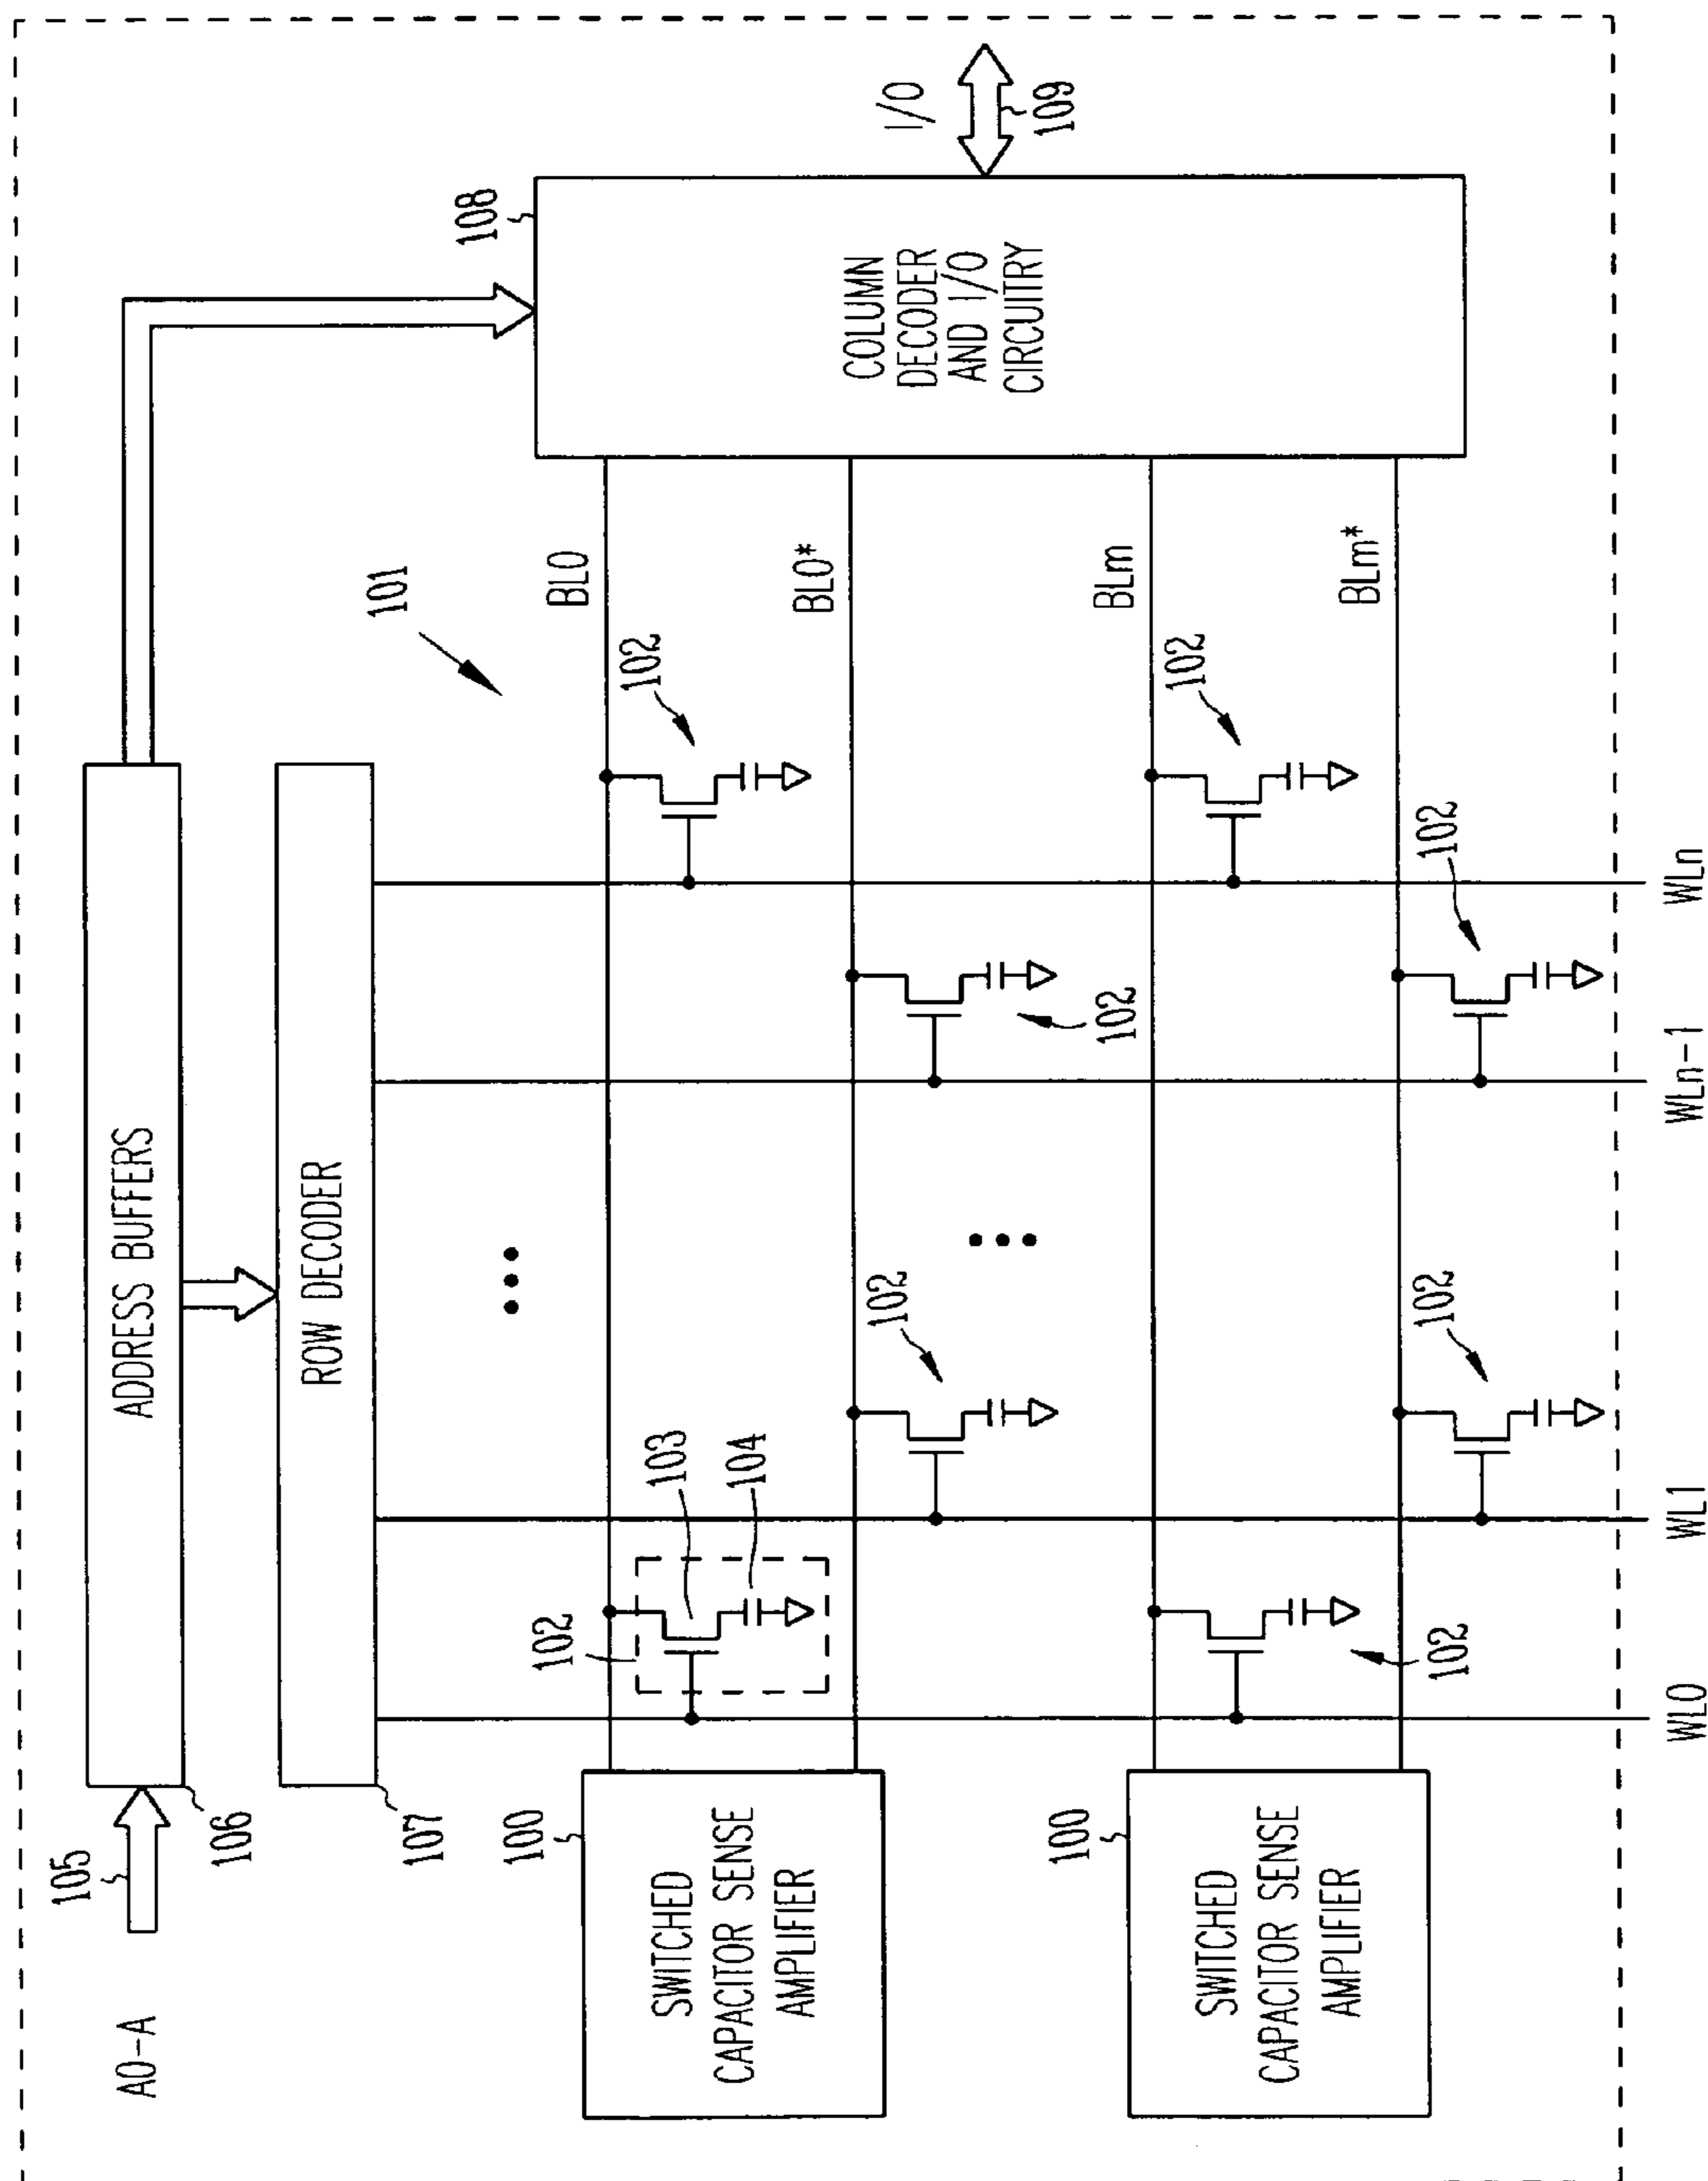 A0-A
105
106
ADDRESS BUFFERS
107
ROW DECODER
108
COLUMN
DECODER
AND I/O
CIRCUITRY
I/O
109
101
100
SWITCHED
CAPACITOR SENSE
AMPLIFIER
100
SWITCHED
CAPACITOR SENSE
AMPLIFIER
102
103
104
102
102
102
102
102
102
102
BL0
BL0*
BLm
BLm*
WL0
WL1
WLn-1
WLn